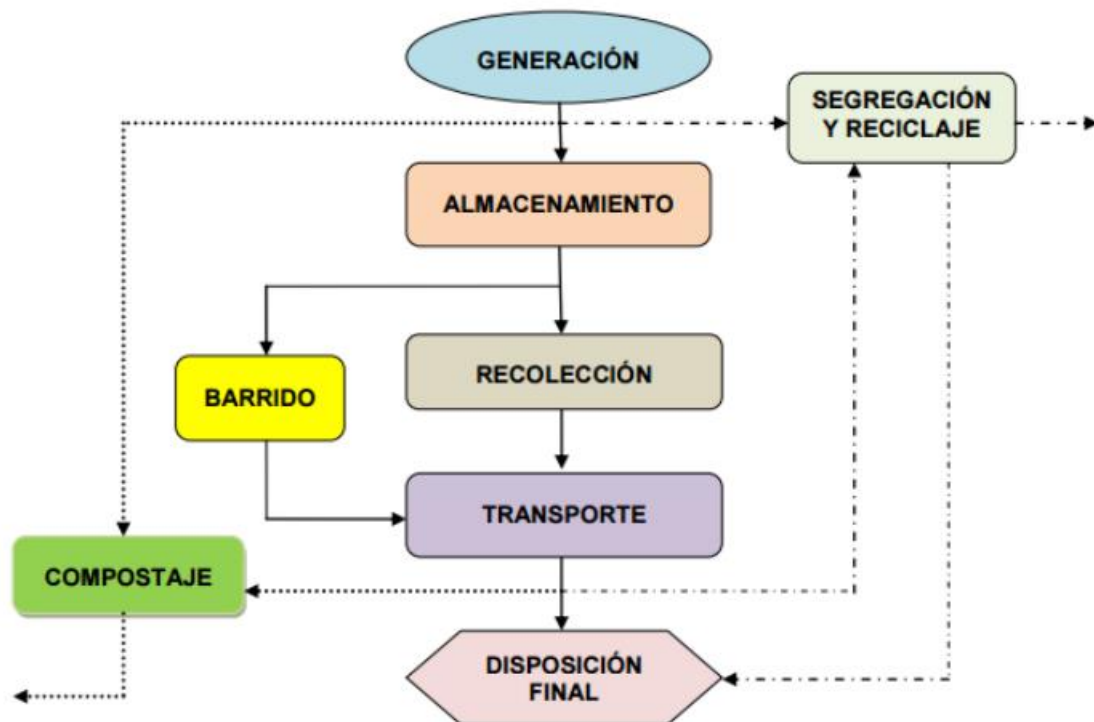 GENERACIÓN
SEGREGACIÓN
Y RECICLAJE
ALMACENAMIENTO
RECOLECCIÓN
BARRIDO
TRANSPORTE
COMPOSTAJE
DISPOSICIÓN
FINAL